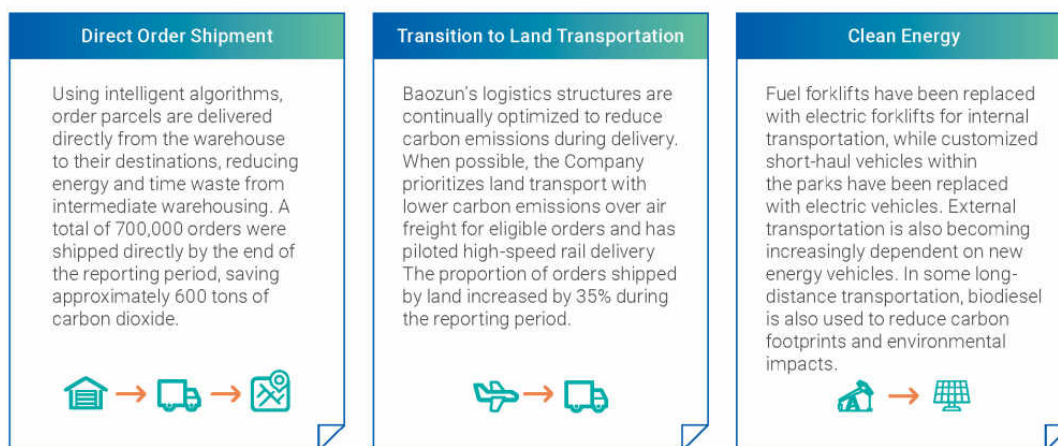 Direct Order Shipment
Using intelligent algorithms,
order parcels are delivered
directly from the warehouse
to their destinations, reducing
energy and time waste from
intermediate warehousing. A
total of 700,000 orders were
shipped directly by the end of
the reporting period, saving
approximately 600 tons of
carbon dioxide.
Transition to Land Transportation
Baozun's logistics structures are
continually optimized to reduce
carbon emissions during delivery.
When possible, the Company
prioritizes land transport with
lower carbon emissions over air
freight for eligible orders and has
piloted high-speed rail delivery
The proportion of orders shipped
by land increased by 35% during
the reporting period.
Clean Energy
Fuel forklifts have been replaced
with electric forklifts for internal
transportation, while customized
short-haul vehicles within
the parks have been replaced
with electric vehicles. External
transportation is also becoming
increasingly dependent on new
energy vehicles. In some long-
distance transportation, biodiesel
is also used to reduce carbon
footprints and environmental
impacts.